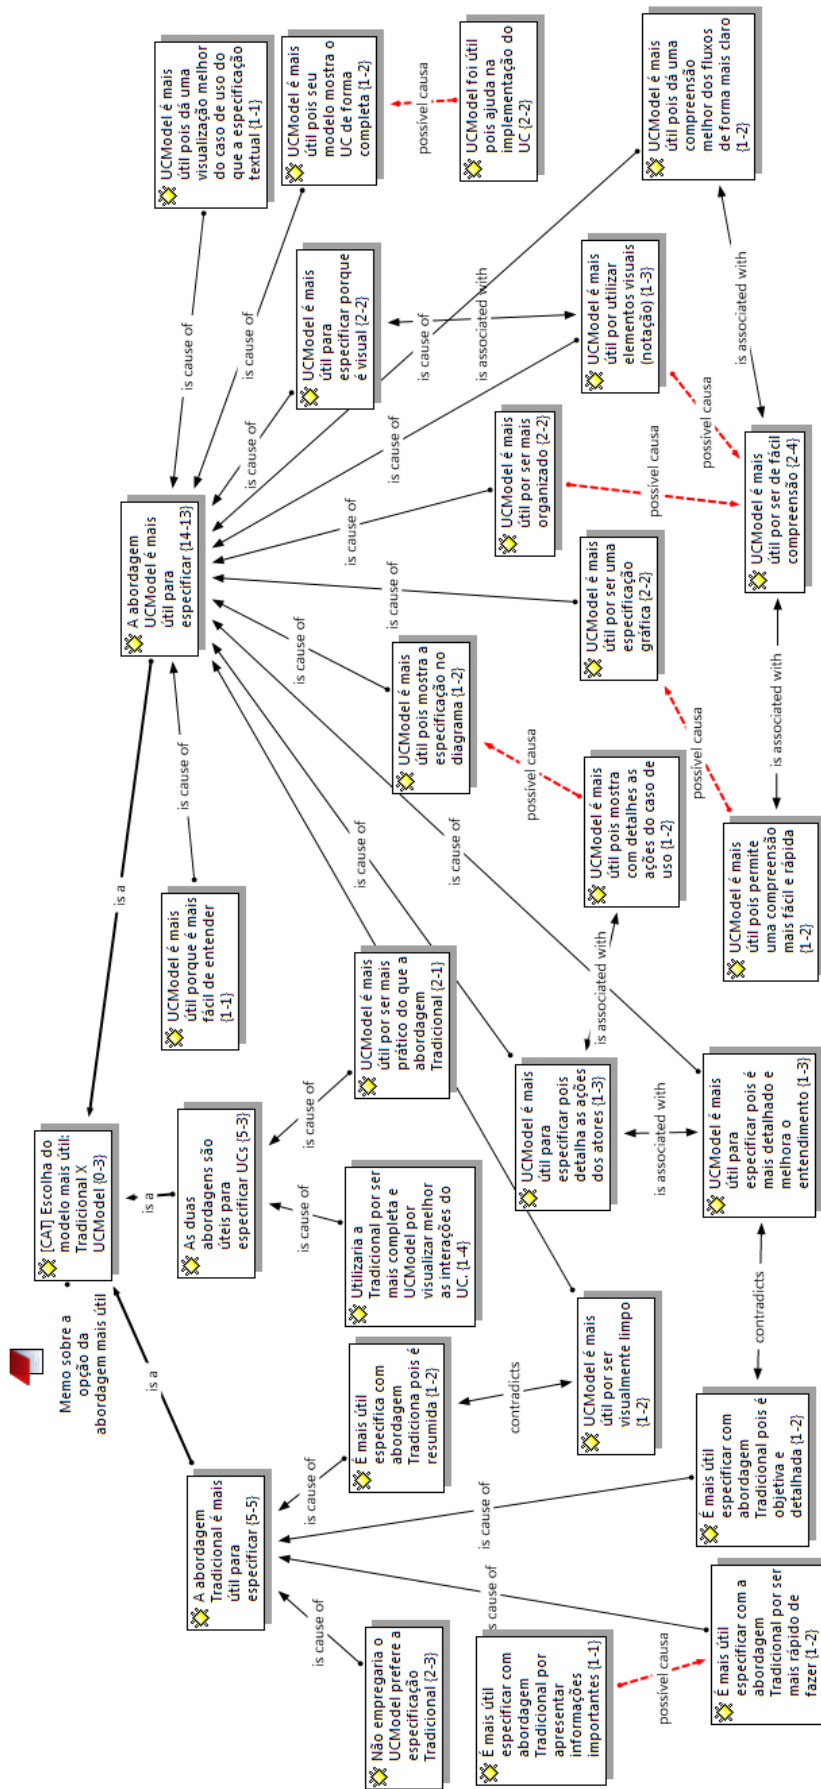 Memo sobre a
opção da
abordagem mais útil
[CAT] Escolha do
modelo mais útil:
Tradicional X
UCModel {0-3}
is a
is a
is a
A abordagem
Tradicional é mais
útil para
especificar {5-5}
As duas
abordagens são
úteis para
especificar UCs {5-3}
UCModel é mais
útil porque é mais
fácil de entender
{1-1}
is cause of
A abordagem
UCModel é mais
útil para
especificar {14-13}
is cause of
UCModel é mais
útil pois dá uma
visualização melhor
do caso de uso do
que a especificação
textual {1-1}
is cause of
UCModel é mais
útil pois seu
modelo mostra o
UC de forma
completa {1-2}
possível causa
UCModel foi útil
pois ajuda na
implementação do
UC {2-2}
is cause of
UCModel é mais
útil para
especificar porque
é visual {2-2}
is associated with
is cause of
is cause of
is cause of
is cause of
is cause of
is cause of
is cause of
is cause of
is cause of
is cause of
is cause of
Não empregaria o
UCModel prefere a
especificação
Tradicional {2-3}
É mais útil
especifica com
abordagem
Tradiciona pois é
resumida {1-2}
Utilizaria a
Tradicional por ser
mais completa e
UCModel por
visualizar melhor
as interações do
UC. {1-4}
UCModel é mais
útil por ser mais
prático do que a
abordagem
Tradicional {2-1}
UCModel é mais
útil pois mostra a
especificação no
diagrama {1-2}
UCModel é mais
útil por ser mais
organizado {2-2}
É mais útil
especificar com
abordagem
Tradicional por
apresentar
informações
importantes {1-1}
is cause of
is cause of
contradicts
UCModel é mais
útil para
especificar pois
detalha as ações
dos atores {1-3}
is associated with
possível causa
UCModel é mais
útil pois mostra
com detalhes as
ações do caso de
uso {1-2}
UCModel é mais
útil por ser uma
especificação
gráfica {2-2}
UCModel é mais
útil por utilizar
elementos visuais
(notação) {1-3}
UCModel é mais
útil pois dá uma
compreensão
melhor dos fluxos
de forma mais claro
{1-2}
UCModel é mais
útil por ser
visualmente limpo
{1-2}
possível causa
is associated with
possível causa
possível causa
possível causa
is associated with
É mais útil
especificar com a
abordagem
Tradicional por ser
mais rápido de
fazer {1-2}
É mais útil
especificar com
abordagem
Tradicional pois é
objetiva e
detalhada {1-2}
contradicts
UCModel é mais
útil para
especificar pois é
mais detalhado e
melhora o
entendimento {1-3}
UCModel é mais
útil pois permite
uma compreensão
mais fácil e rápida
{1-2}
is associated with
UCModel é mais
útil por ser de fácil
compreensão {2-4}